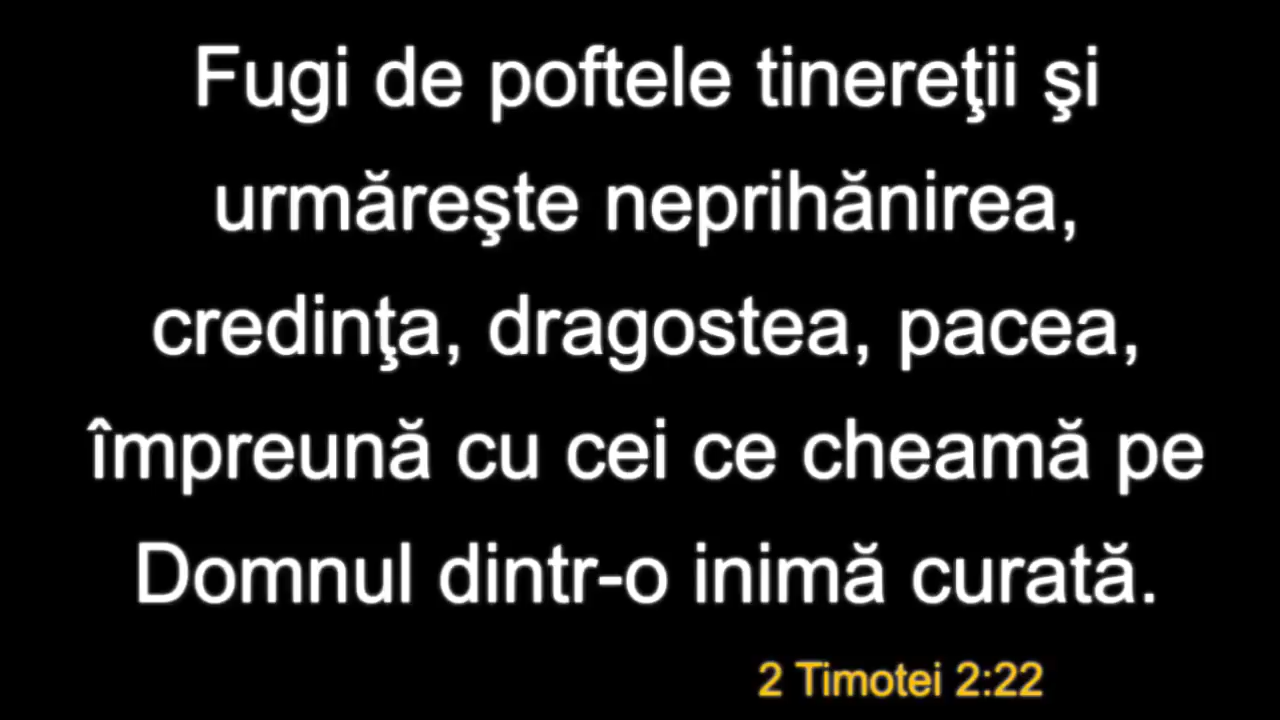 Fugi de poftele tinereţii şi
urmăreşte neprihănirea,
credinţa, dragostea, pacea,
împreună cu cei ce cheamă pe
Domnul dintr-o inimă curată.
2 Timotei 2:22